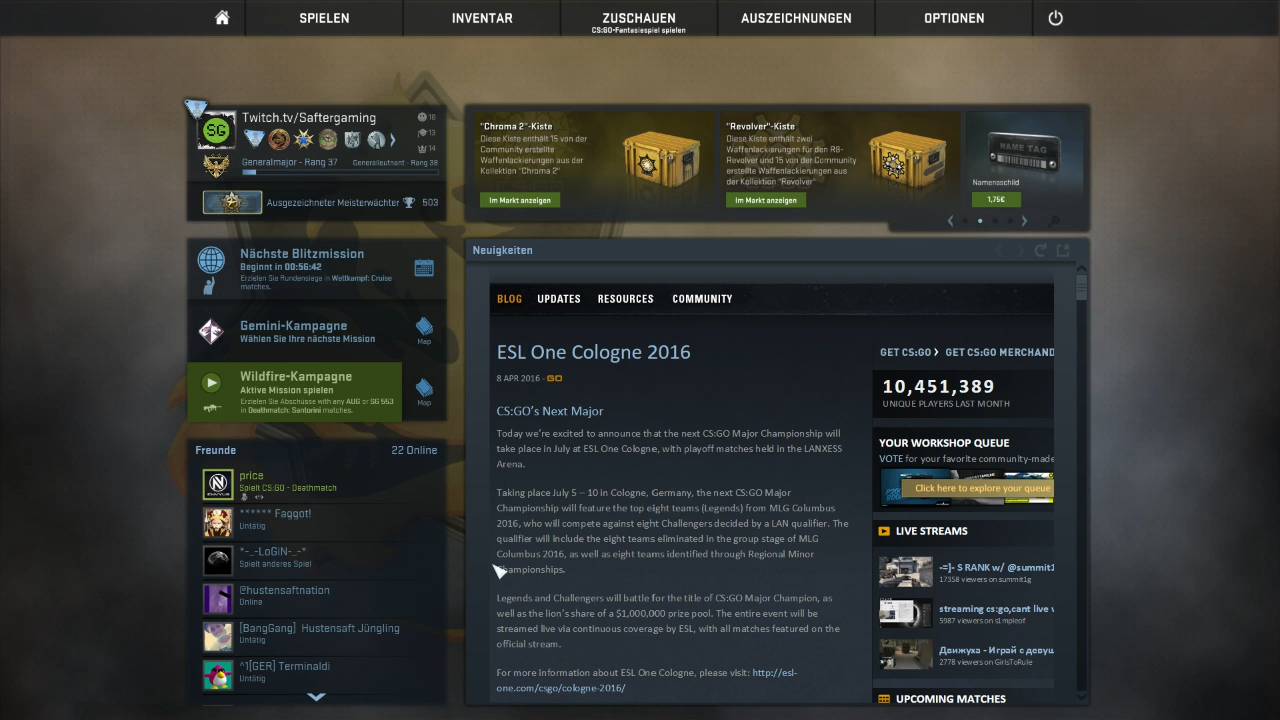 SPIELEN
INVENTAR
ZUSCHAUEN
CS:GO-Fantasiespiel spielen
AUSZEICHNUNGEN
OPTIONEN
SG
Twitch.tv/Saftergaming
16
13
14
Generalmajor - Rang 37
Generalleutnant - Rang 38
Ausgezeichneter Meisterwächter
503
"Chroma 2"-Kiste
Diese Kiste enthält 15 von der
Community erstellte
Waffenlackierungen aus der
Kollektion "Chroma 2"
Im Markt anzeigen
"Revolver"-Kiste
Diese Kiste enthält zwei
Waffenlackierungen für den R8-
Revolver und 15 von der Community
erstellte Waffenlackierungen aus
der Kollektion "Revolver"
Im Markt anzeigen
NAME TAG
Namensschild
1,75€
Nächste Blitzmission
Beginnt in 00:56:42
Erzielen Sie Rundensiege in Wettkampf: Cruise
matches.
Gemini-Kampagne
Wählen Sie Ihre nächste Mission
Map
Wildfire-Kampagne
Aktive Mission spielen
Erzielen Sie Abschüsse with any AUG or SG 553
in Deathmatch: Santorini matches.
Map
Freunde
22 Online
price
Spielt CS:GO - Deathmatch
****** Faggot!
Untätig
*-_-LoGiN-_-*
Spielt anderes Spiel
@hustensaftnation
Online
[BangGang] Hustensaft Jüngling
Untätig
^1[GER] Terminaldi
Untätig
Neuigkeiten
BLOG
UPDATES
RESOURCES
COMMUNITY
ESL One Cologne 2016
8 APR 2016 -
CS:GO's Next Major
Today we're excited to announce that the next CS:GO Major Championship will
take place in July at ESL One Cologne, with playoff matches held in the LANXESS
Arena.
Taking place July 5 – 10 in Cologne, Germany, the next CS:GO Major
Championship will feature the top eight teams (Legends) from MLG Columbus
2016, who will compete against eight Challengers decided by a LAN qualifier. The
qualifier will include the eight teams eliminated in the group stage of MLG
Columbus 2016, as well as eight teams identified through Regional Minor
Championships.
Legends and Challengers will battle for the title of CS:GO Major Champion, as
well as the lion's share of a $1,000,000 prize pool. The entire event will be
streamed live via continuous coverage by ESL, with all matches featured on the
official stream.
For more information about ESL One Cologne, please visit: http://esl-
one.com/csgo/cologne-2016/
GET CS:GO
GET CS:GO MERCHAND
10,451,389
UNIQUE PLAYERS LAST MONTH
YOUR WORKSHOP QUEUE
VOTE for your favorite community-made
Click here to explore your queue
LIVE STREAMS
-=]- S RANK w/ @summit1
17358 viewers on summit1g
streaming cs:go,cant live v
5987 viewers on s1mpleof
Движуха - Играй с девуш
2778 viewers on GirlsToRule
UPCOMING MATCHES